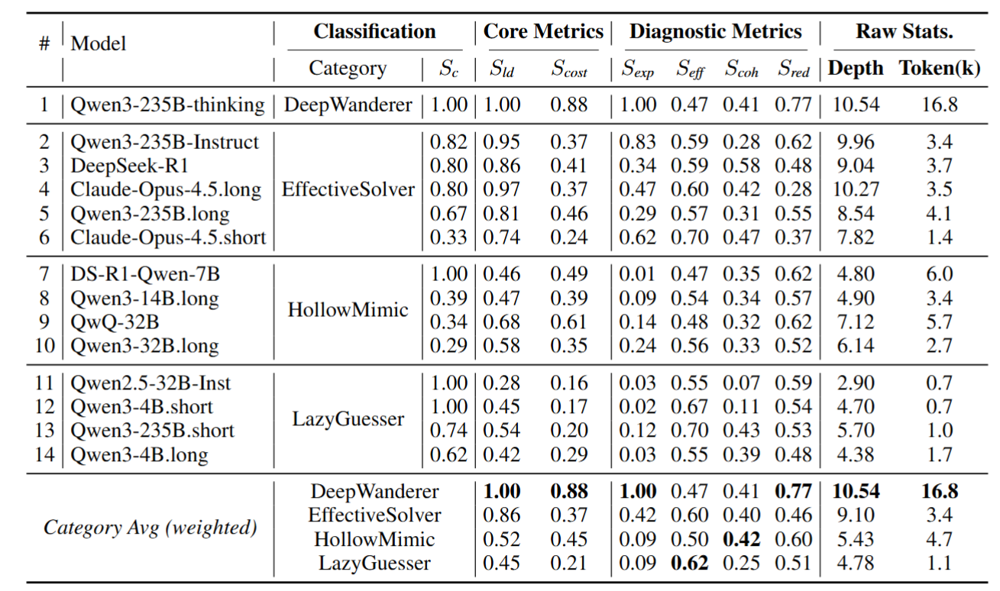 # Model Classification Core Metrics Diagnostic Metrics Raw Stats.
Category S_c S_ld S_cost S_exp S_eff S_coh S_red Depth Token(k)
1 Qwen3-235B-thinking DeepWanderer 1.00 1.00 0.88 1.00 0.47 0.41 0.77 10.54 16.8
2 Qwen3-235B-Instruct 0.82 0.95 0.37 0.83 0.59 0.28 0.62 9.96 3.4
3 DeepSeek-R1 0.80 0.86 0.41 0.34 0.59 0.58 0.48 9.04 3.7
4 Claude-Opus-4.5.long EffectiveSolver 0.80 0.97 0.37 0.47 0.60 0.42 0.28 10.27 3.5
5 Qwen3-235B.long 0.67 0.81 0.46 0.29 0.57 0.31 0.55 8.54 4.1
6 Claude-Opus-4.5.short 0.33 0.74 0.24 0.62 0.70 0.47 0.37 7.82 1.4
7 DS-R1-Qwen-7B 1.00 0.46 0.49 0.01 0.47 0.35 0.62 4.80 6.0
8 Qwen3-14B.long 0.39 0.47 0.39 0.09 0.54 0.34 0.57 4.90 3.4
HollowMimic
9 QwQ-32B 0.34 0.68 0.61 0.14 0.48 0.32 0.62 7.12 5.7
10 Qwen3-32B.long 0.29 0.58 0.35 0.24 0.56 0.33 0.52 6.14 2.7
11 Qwen2.5-32B-Inst 1.00 0.28 0.16 0.03 0.55 0.07 0.59 2.90 0.7
12 Qwen3-4B.short 1.00 0.45 0.17 0.02 0.67 0.11 0.54 4.70 0.7
LazyGuesser
13 Qwen3-235B.short 0.74 0.54 0.20 0.12 0.70 0.43 0.53 5.70 1.0
14 Qwen3-4B.long 0.62 0.42 0.29 0.03 0.55 0.39 0.48 4.38 1.7
Category Avg (weighted)
DeepWanderer 1.00 0.88 1.00 0.47 0.41 0.77 10.54 16.8
EffectiveSolver 0.86 0.37 0.42 0.60 0.40 0.46 9.10 3.4
HollowMimic 0.52 0.45 0.09 0.50 0.42 0.60 5.43 4.7
LazyGuesser 0.45 0.21 0.09 0.62 0.25 0.51 4.78 1.1